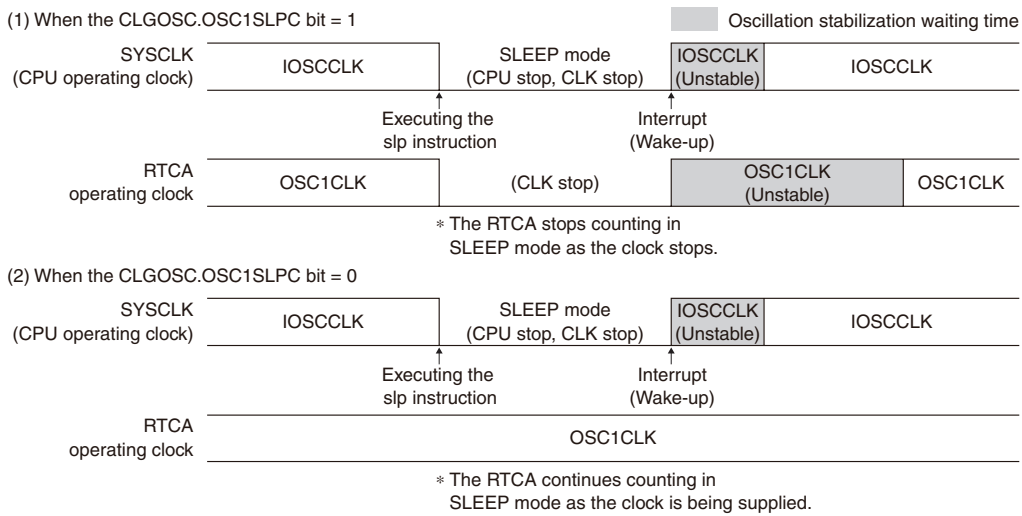 (1) When the CLGOSC.OSC1SLPC bit = 1
Oscillation stabilization waiting time
SYSCLK
(CPU operating clock)
IOSCCLK
SLEEP mode
(CPU stop, CLK stop)
IOSCCLK
(Unstable)
IOSCCLK
Executing the
slp instruction
Interrupt
(Wake-up)
RTCA
operating clock
OSC1CLK
(CLK stop)
OSC1CLK
(Unstable)
OSC1CLK
* The RTCA stops counting in
SLEEP mode as the clock stops.
(2) When the CLGOSC.OSC1SLPC bit = 0
SYSCLK
(CPU operating clock)
IOSCCLK
SLEEP mode
(CPU stop, CLK stop)
IOSCCLK
(Unstable)
IOSCCLK
Executing the
slp instruction
Interrupt
(Wake-up)
RTCA
operating clock
OSC1CLK
* The RTCA continues counting in
SLEEP mode as the clock is being supplied.